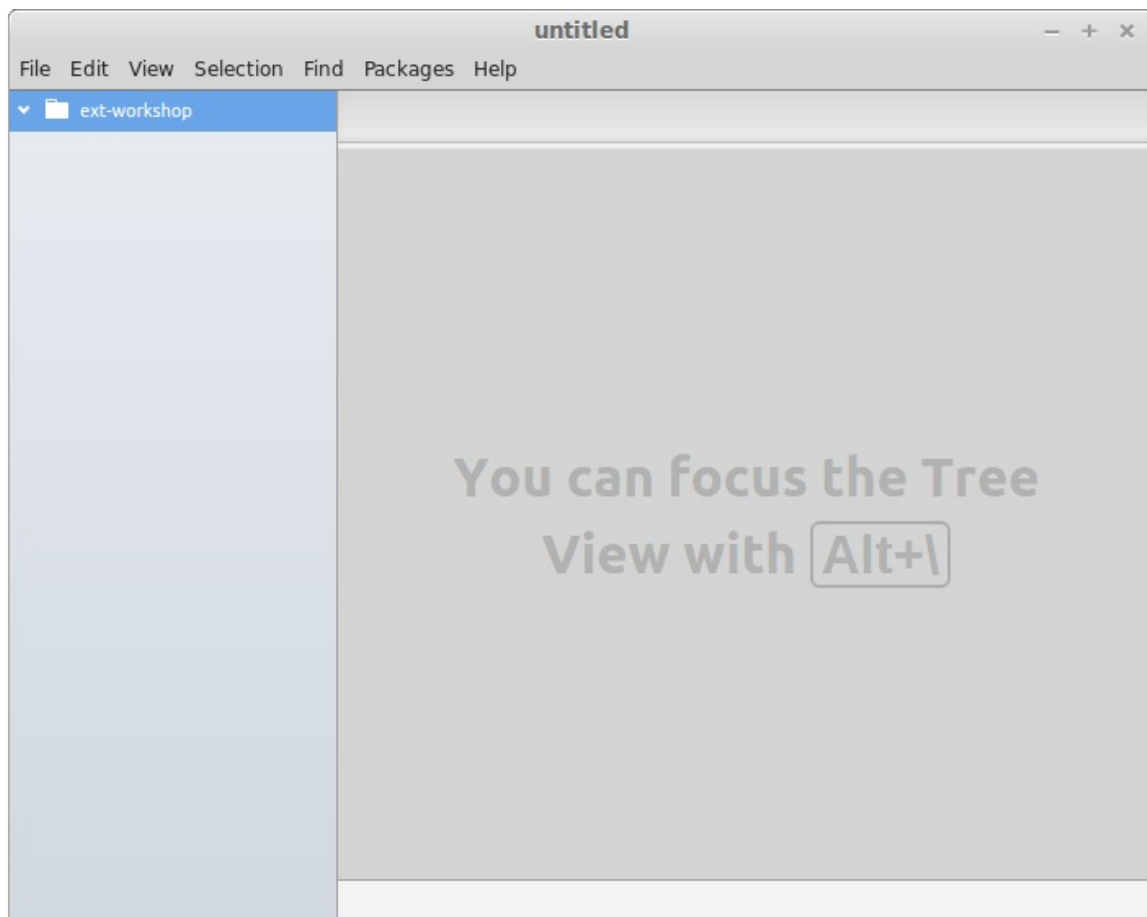 untitled
File Edit View Selection Find Packages Help
ext-workshop
You can focus the Tree
View with Alt+\